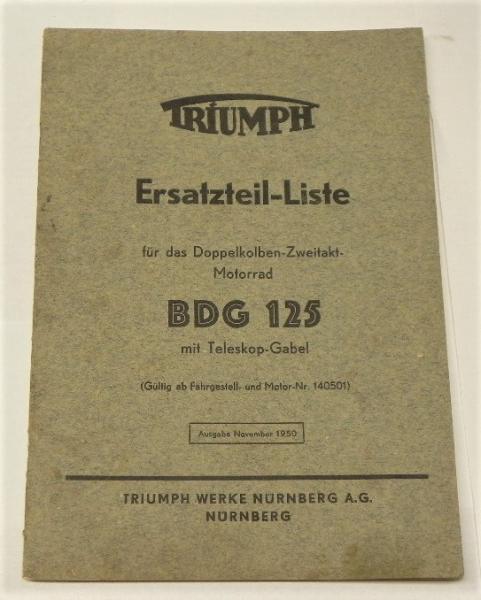 TRIUMPH
Ersatzteil-Liste
für das Doppelkolben-Zweitakt-
Motorrad
BDG 125
mit Teleskop-Gabel
(Gültig ab Fahrgestell- und Motor-Nr. 140501)
Ausgabe November 1950
TRIUMPH WERKE NÜRNBERG A.G.
NÜRNBERG